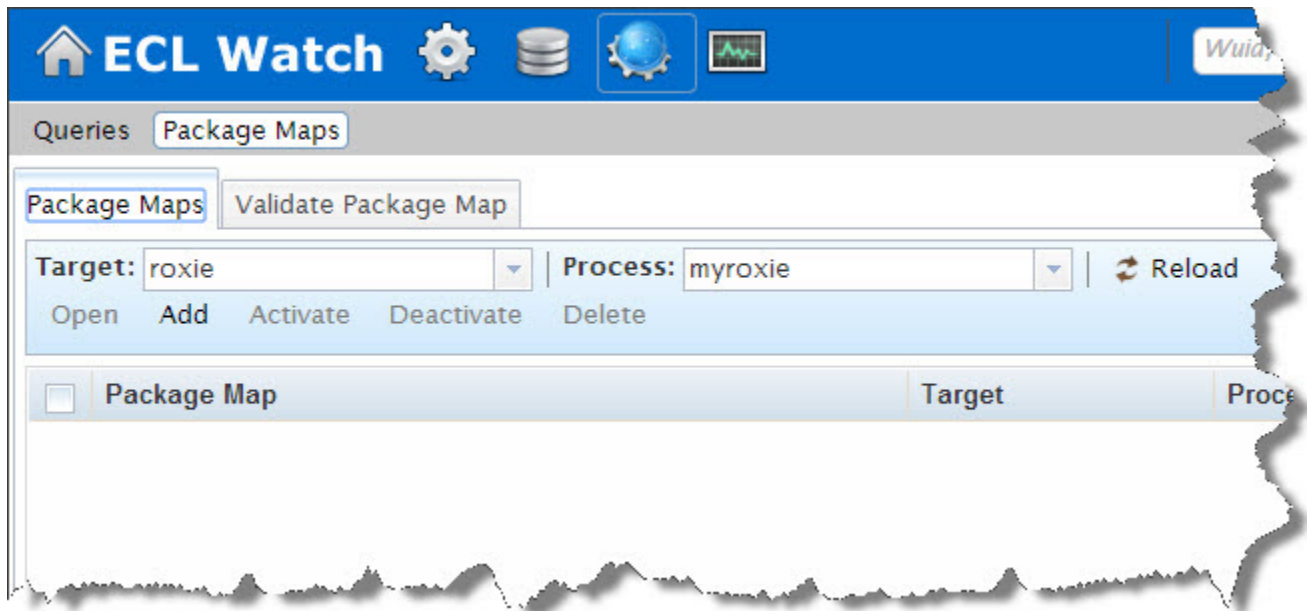 ECL Watch Wuid,
Queries Package Maps
Package Maps Validate Package Map
Target: roxie Process: myroxie Reload
Open Add Activate Deactivate Delete
Package Map Target